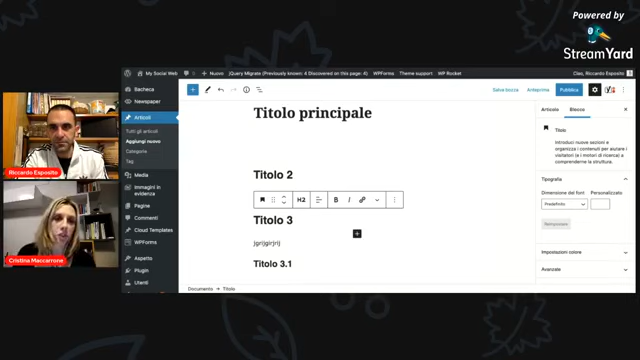 Powered by
StreamYard
My Social Web
Nuovo
jQuery Migrate (Previously known: 4 Discovered on this page: 4)
WPForms
Theme support
WP Rocket
Ciao, Riccardo Esposito
Bacheca
Newspaper
Articoli
Tutti gli articoli
Aggiungi nuovo
Categorie
Tag
Media
Immagini in evidenza
Pagine
Commenti
Cloud Templates
WPForms
Aspetto
Plugin
Utenti
Salva bozza
Anteprima
Pubblica
Titolo principale
Titolo 2
H2
B
I
Titolo 3
jgrijgirjrij
Titolo 3.1
Documento → Titolo
Articolo
Blocco
Titolo
Introduci nuove sezioni e
organizza i contenuti per aiutare i
visitatori (e i motori di ricerca) a
comprenderne la struttura.
Tipografia
Dimensione del font
Personalizzato
Predefinito
Reimpostare
Impostazioni colore
Avanzate
Riccardo Esposito
Cristina Maccarrone